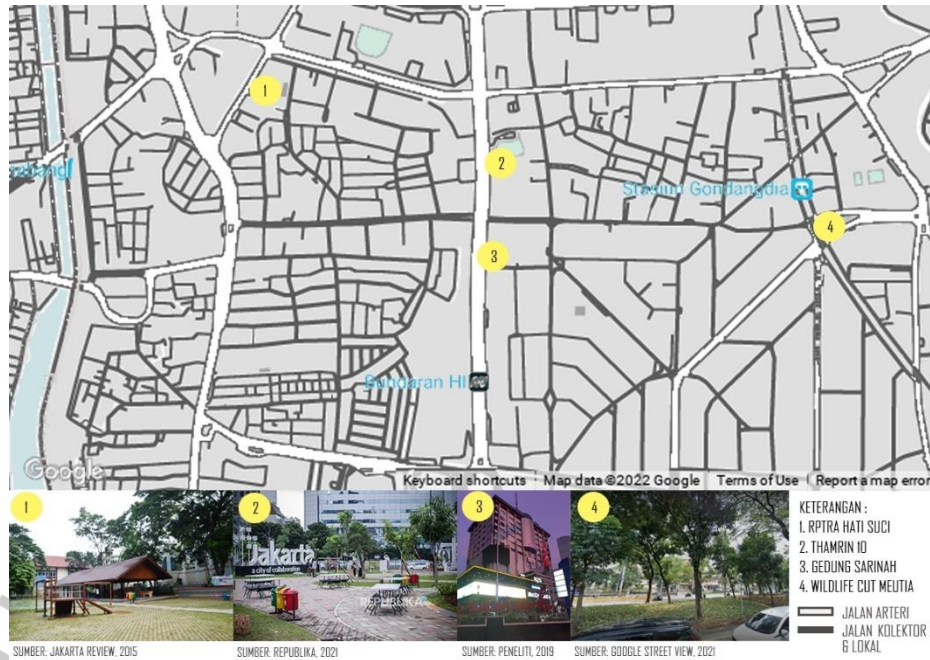 1
2
nabang
Stasiun Gondangdia
4
3
Bundaran HI
Google
Keyboard shortcuts
Map data ©2022 Google
Terms of Use
Report a map error
1
2
Jakarta
a city of collaboration
REPUBLIKA
3
4
KETERANGAN :
1. RPTRA HATI SUCI
2. THAMRIN 10
3. GEDUNG SARINAH
4. WILDLIFE CUT MEUTIA
JALAN ARTERI
JALAN KOLEKTOR
& LOKAL
SUMBER: JAKARTA REVIEW, 2015
SUMBER: REPUBLIKA, 2021
SUMBER: PENELITI, 2019
SUMBER: GOOGLE STREET VIEW, 2021